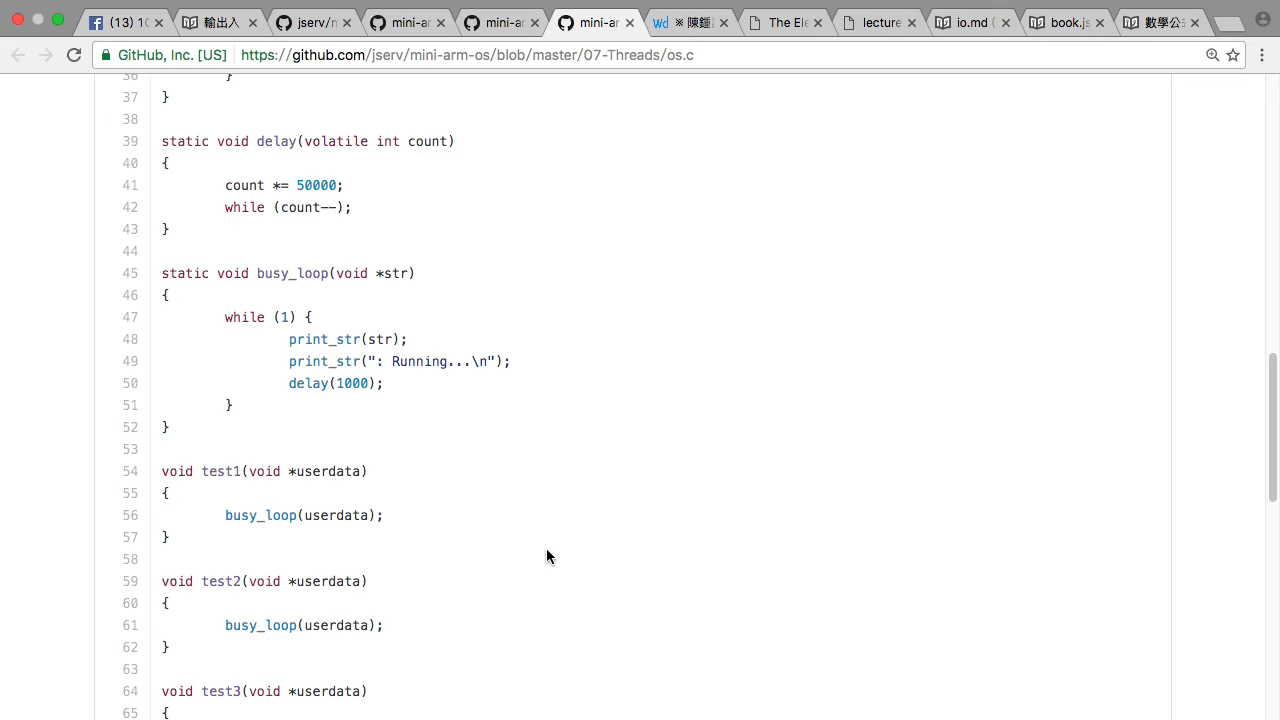 (13) 10
輸出入
jserv/m
mini-ar
mini-ar
mini-ar
※ 陳鍾誠
The Ele
lecture
io.md (
book.js
數學公式
GitHub, Inc. [US] https://github.com/jserv/mini-arm-os/blob/master/07-Threads/os.c
36 }
37 }
38
39 static void delay(volatile int count)
40 {
41 count *= 50000;
42 while (count--);
43 }
44
45 static void busy_loop(void *str)
46 {
47 while (1) {
48 print_str(str);
49 print_str(": Running...\n");
50 delay(1000);
51 }
52 }
53
54 void test1(void *userdata)
55 {
56 busy_loop(userdata);
57 }
58
59 void test2(void *userdata)
60 {
61 busy_loop(userdata);
62 }
63
64 void test3(void *userdata)
65 {